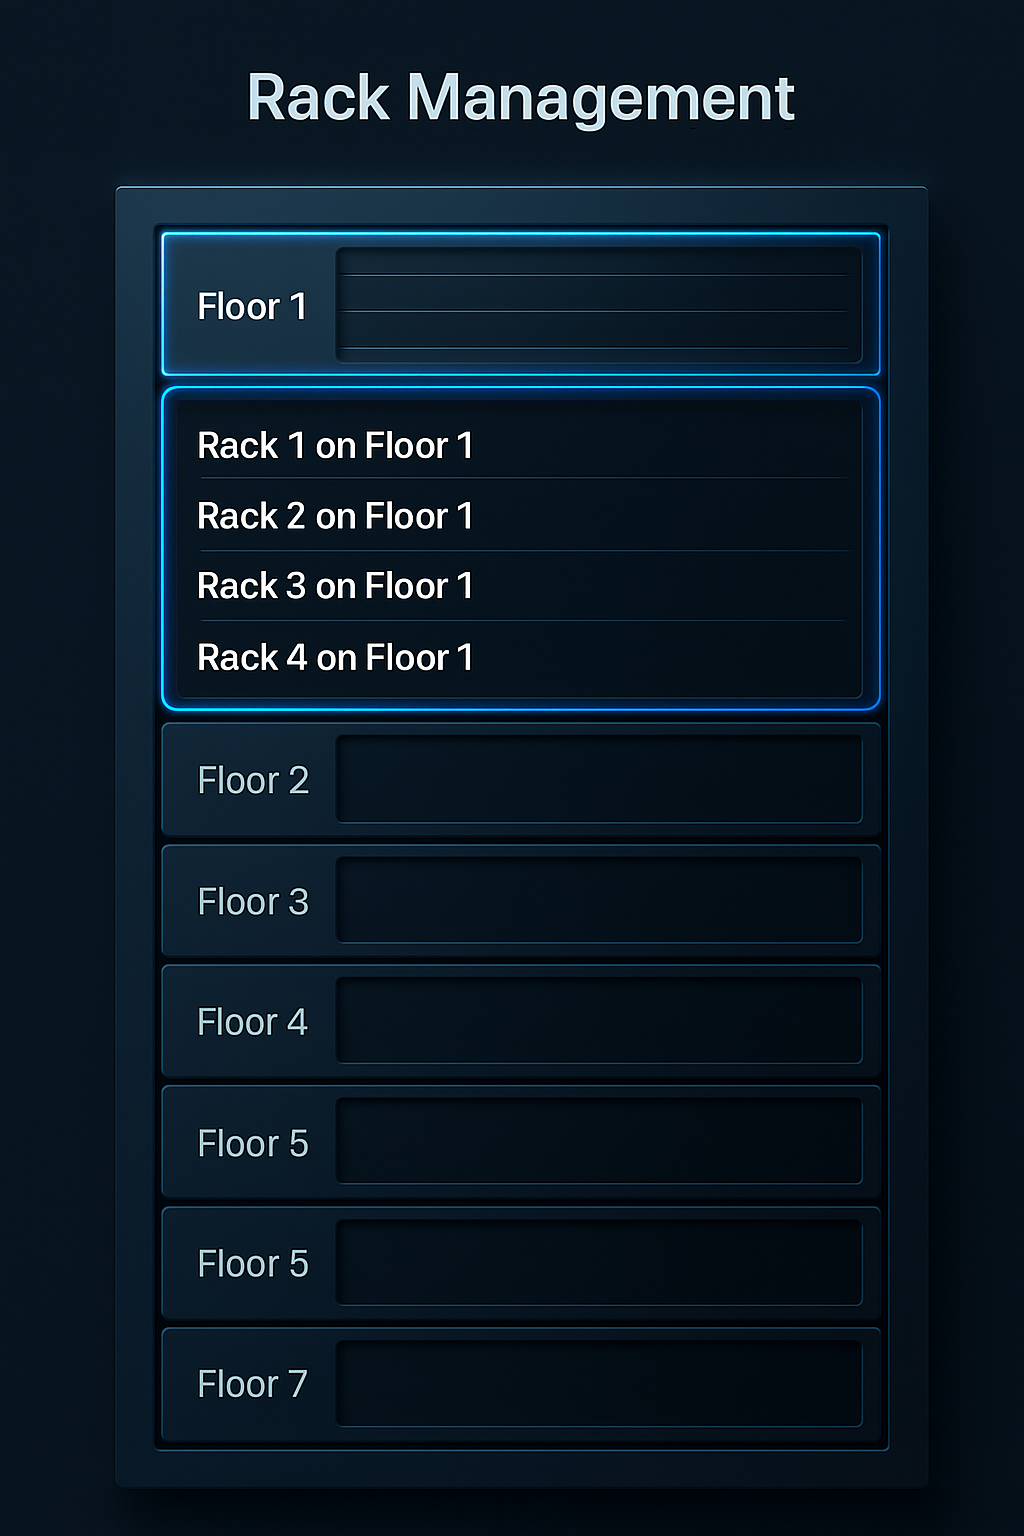 Rack Management
Floor 1
Rack 1 on Floor 1
Rack 2 on Floor 1
Rack 3 on Floor 1
Rack 4 on Floor 1
Floor 2
Floor 3
Floor 4
Floor 5
Floor 5
Floor 7